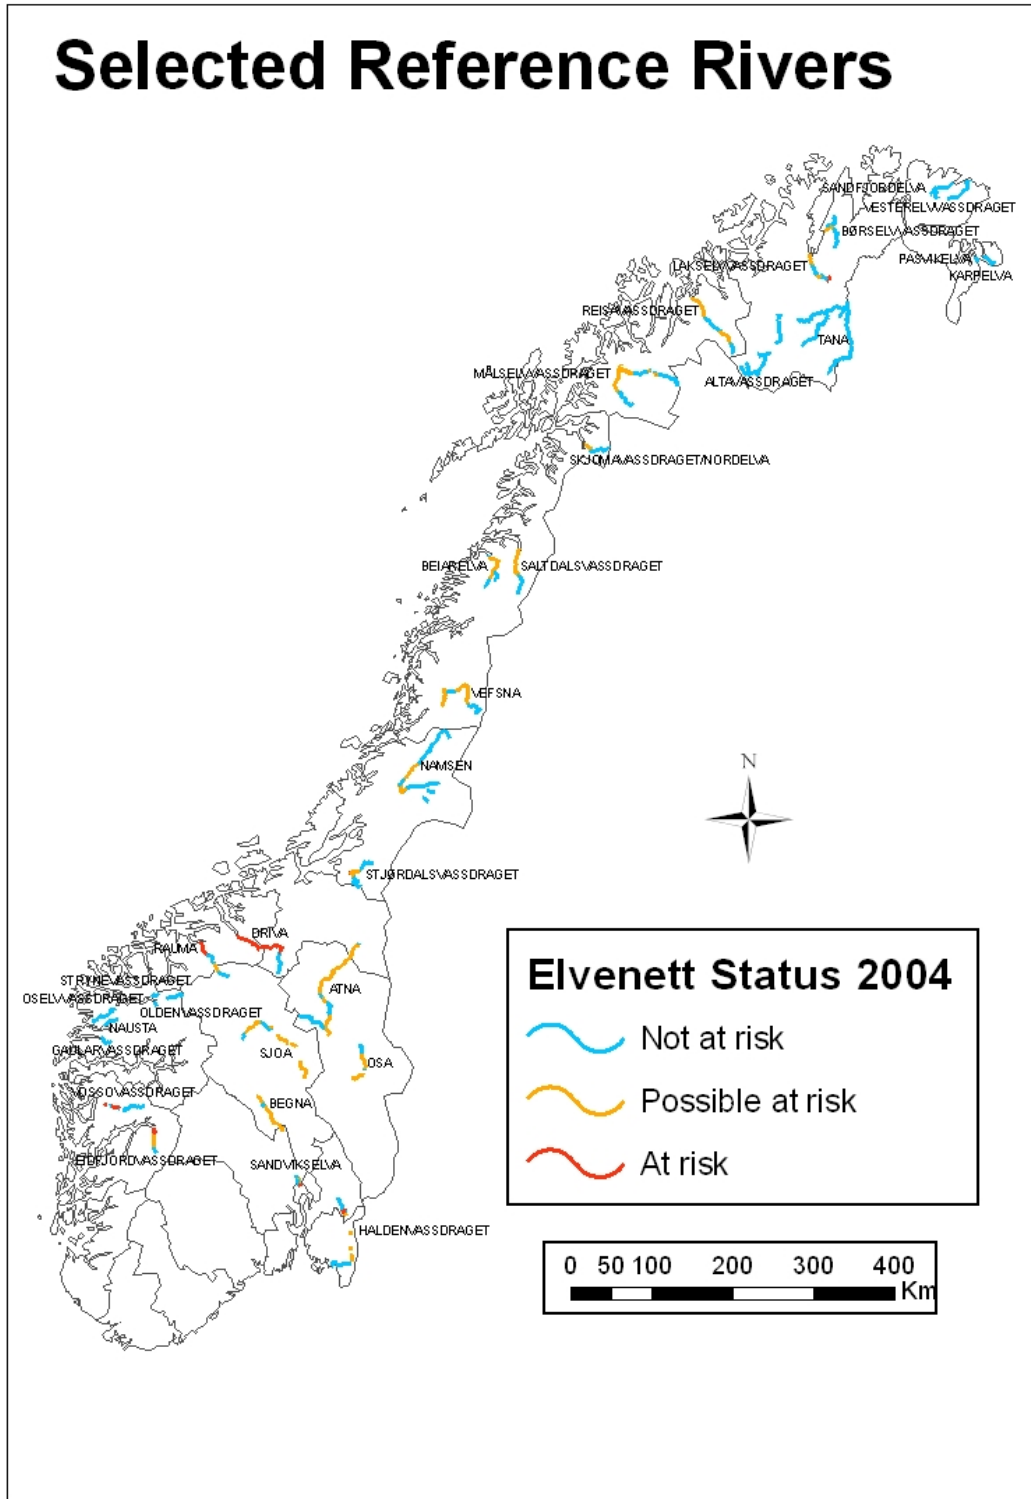 Selected Reference Rivers
SANDFJORDELVA
VESTERELVVASSDRAGET
BØRSELVVASSDRAGET
PASVIKELVA
LAKSELVVASSDRAGET
KARPELVA
REISAVASSDRAGET
TANA
MÅLSELVVASSDRAGET
ALTAVASSDRAGET
SKJOMAVASSDRAGET/NORDELVA
BEIARELVA
SALTDALSVASSDRAGET
VEFSNA
N
NAMSEN
STJØRDALSVASSDRAGET
DRIVA
RAUMA
STRYNEVASSDRAGET
ATNA
OSELVVASSDRAGET
OLDENVASSDRAGET
NAUSTA
GAULARVASSDRAGET
SJOA
OSA
VOSSOVASSDRAGET
BEGNA
EIDFJORDVASSDRAGET
SANDVIKSELVA
HALDENVASSDRAGET
Elvenett Status 2004
Not at risk
Possible at risk
At risk
0 50 100 200 300 400
Km